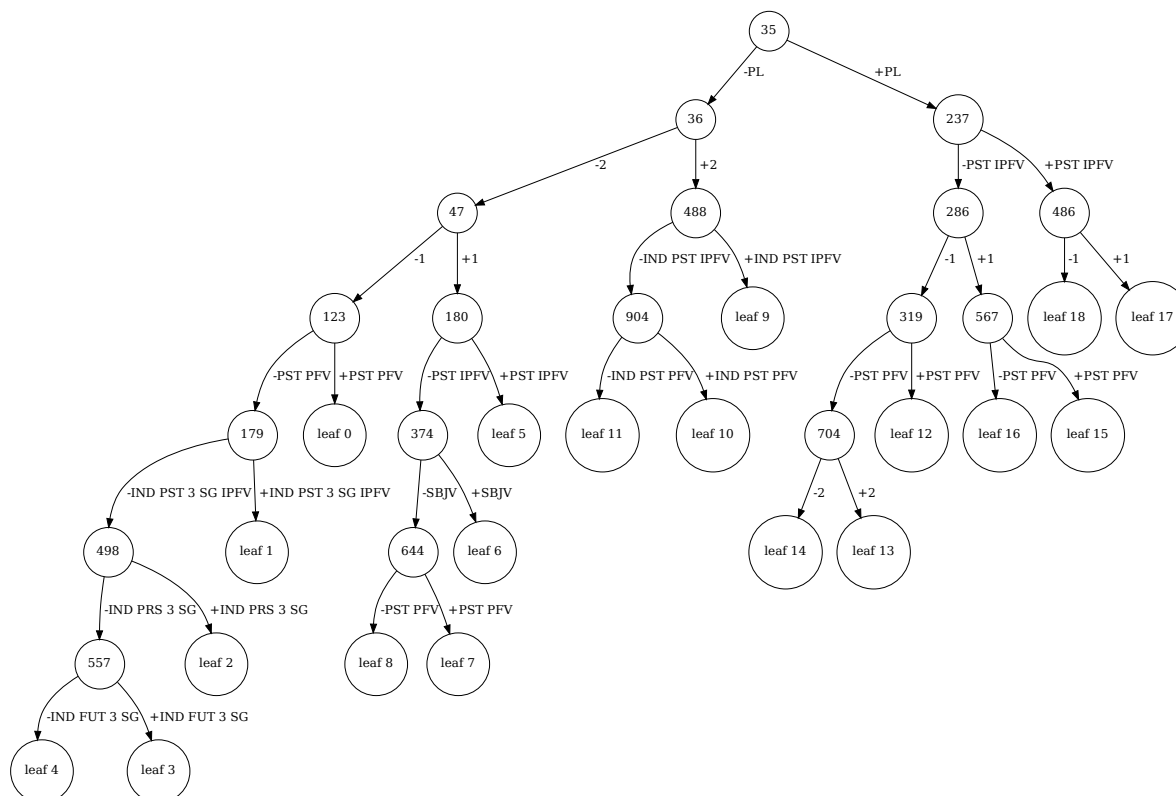 35
-PL +PL
36 237
-2 +2 -PST IPFV +PST IPFV
47 488 286 486
-1 +1 -IND PST IPFV +IND PST IPFV -1 +1 -1 +1
123 180 904 leaf 9 319 567 leaf 18 leaf 17
-PST PFV +PST PFV -PST IPFV +PST IPFV -IND PST PFV +IND PST PFV -PST PFV +PST PFV -PST PFV +PST PFV
179 leaf 0 374 leaf 5 leaf 11 leaf 10 704 leaf 12 leaf 16 leaf 15
-IND PST 3 SG IPFV +IND PST 3 SG IPFV -SBJV +SBJV -2 +2
498 leaf 1 644 leaf 6 leaf 14 leaf 13
-IND PRS 3 SG +IND PRS 3 SG -PST PFV +PST PFV
557 leaf 2 leaf 8 leaf 7
-IND FUT 3 SG +IND FUT 3 SG
leaf 4 leaf 3